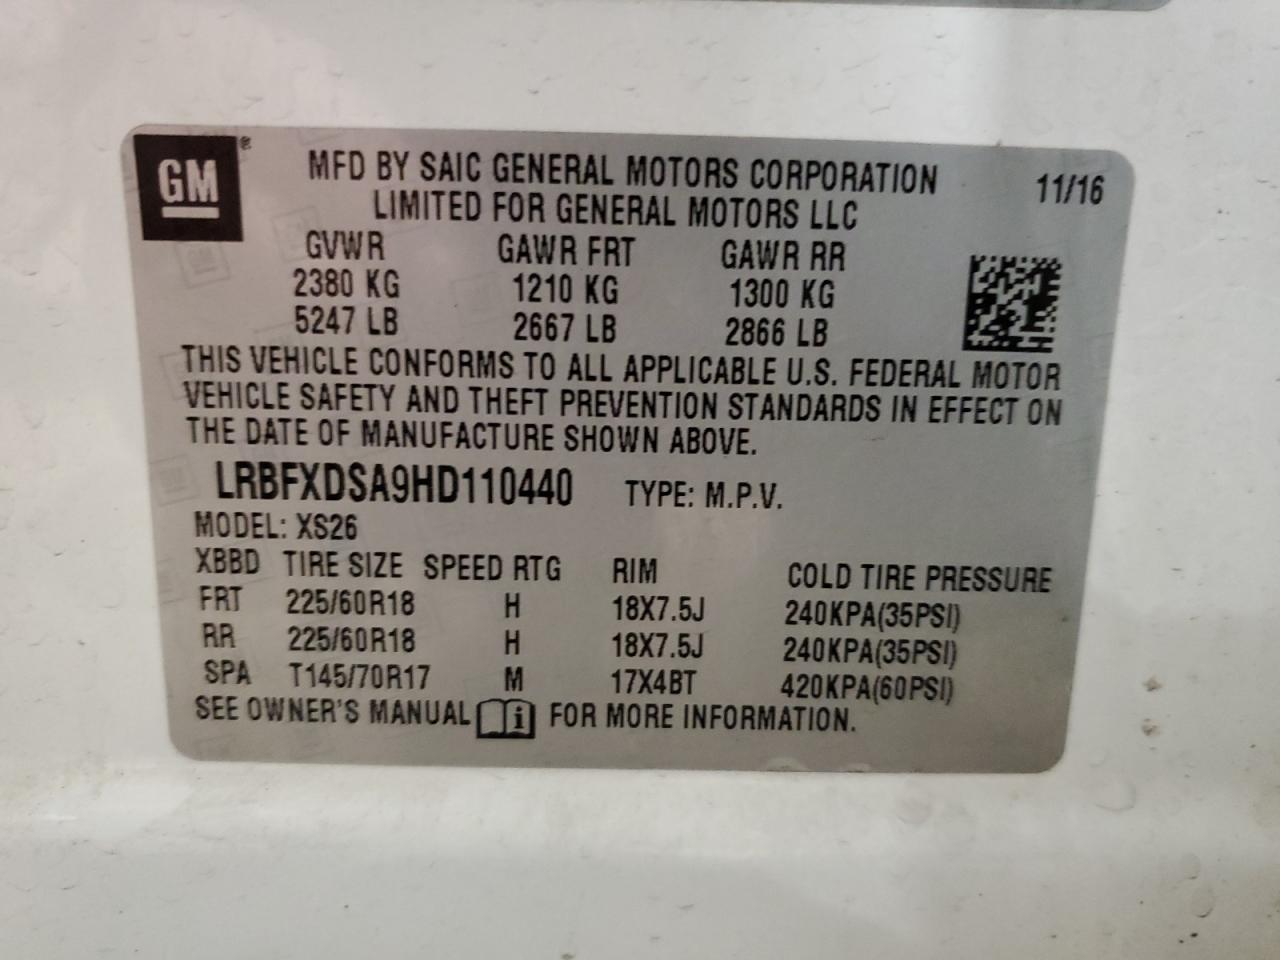 GM®
MFD BY SAIC GENERAL MOTORS CORPORATION 11/16
LIMITED FOR GENERAL MOTORS LLC
GVWR GAWR FRT GAWR RR
2380 KG 1210 KG 1300 KG
5247 LB 2667 LB 2866 LB
THIS VEHICLE CONFORMS TO ALL APPLICABLE U.S. FEDERAL MOTOR
VEHICLE SAFETY AND THEFT PREVENTION STANDARDS IN EFFECT ON
THE DATE OF MANUFACTURE SHOWN ABOVE.
LRBFXDSA9HD110440 TYPE: M.P.V.
MODEL: XS26
XBBD TIRE SIZE SPEED RTG RIM COLD TIRE PRESSURE
FRT 225/60R18 H 18X7.5J 240KPA(35PSI)
RR 225/60R18 H 18X7.5J 240KPA(35PSI)
SPA T145/70R17 M 17X4BT 420KPA(60PSI)
SEE OWNER'S MANUAL i FOR MORE INFORMATION.